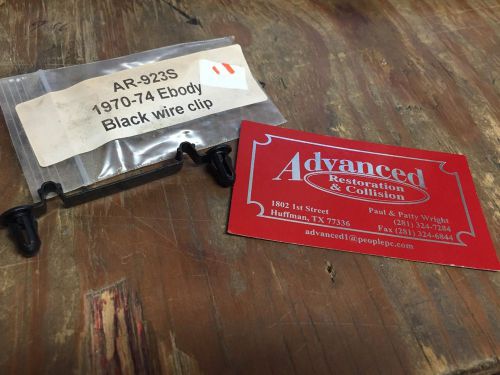 AR-923S
1970-74 Ebody
Black wire clip
Advanced
Restoration
& Collision
1802 1st Street
Huffman, TX 77336
Paul & Patty Wright
(281) 324-7284
Fax (281) 324-6844
advanced1@peoplepc.com